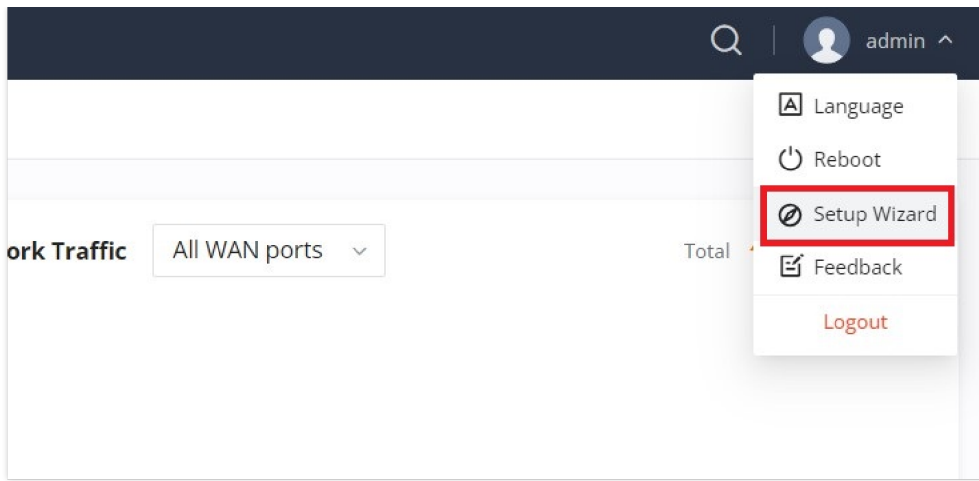 admin
Language
Reboot
Setup Wizard
ork Traffic All WAN ports Total
Feedback
Logout